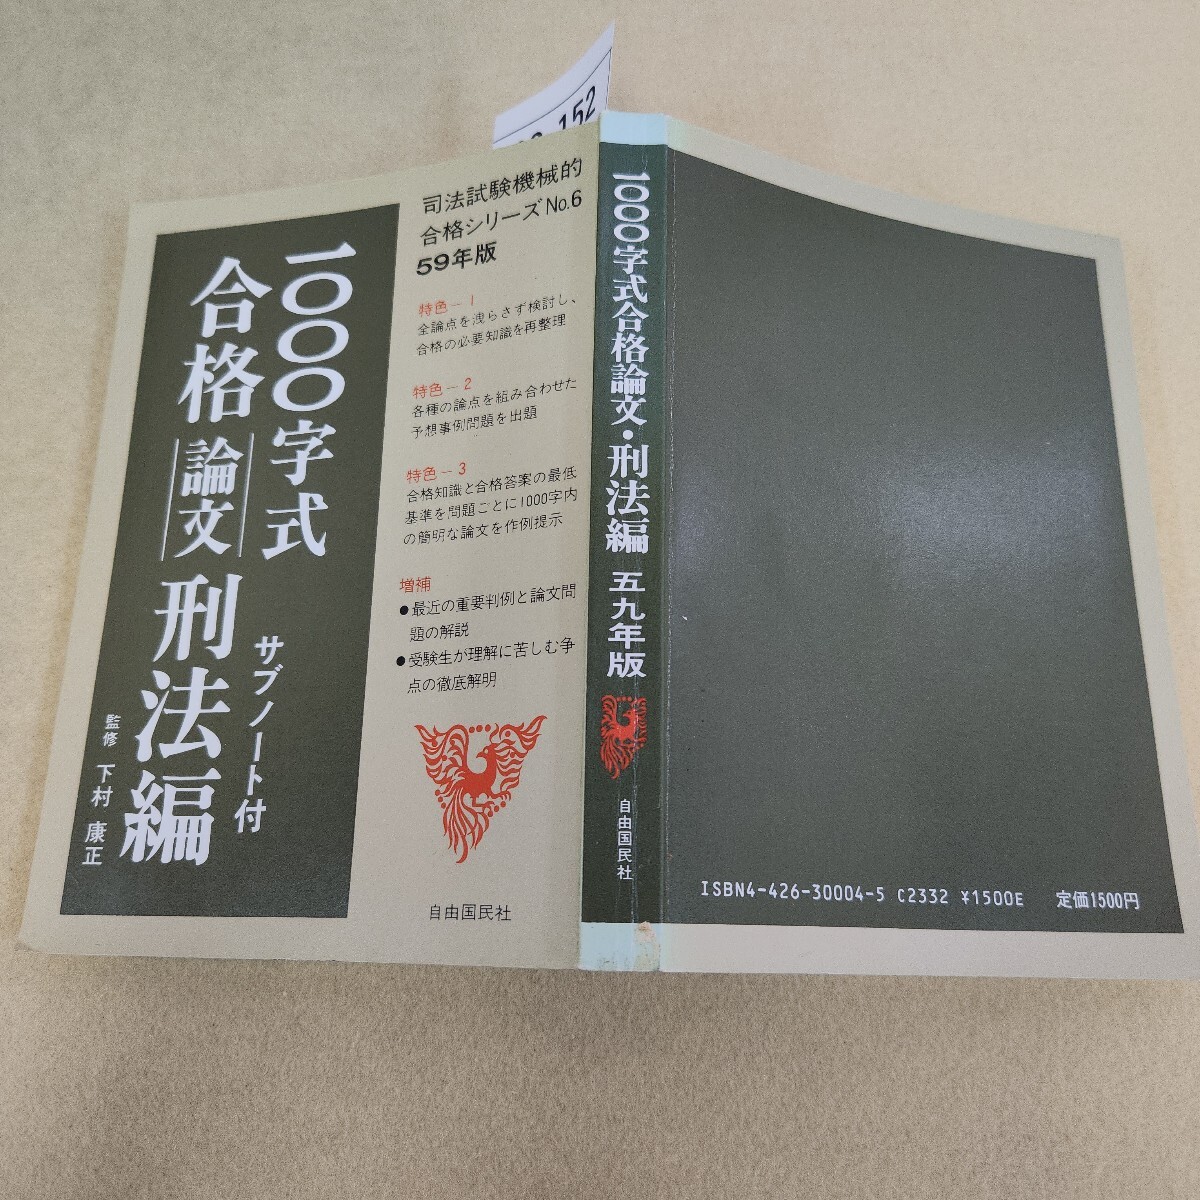 152
一〇〇〇字式
合格
論文
刑法編
サブノート付
監修 下村 康正
司法試験機械的
合格シリーズNo.6
59年版
特色－1
全論点を洩らさず検討し、
合格の必要知識を再整理
特色－2
各種の論点を組み合わせた
予想事例問題を出題
特色－3
合格知識と合格答案の最低
基準を問題ごとに1000字内
の簡明な論文を作例提示
増補
●最近の重要判例と論文問
題の解説
●受験生が理解に苦しむ争
点の徹底解明
自由国民社
一〇〇〇字式合格論文・刑法編 五九年版
自由国民社
ISBN4-426-30004-5 C2332 ¥1500E 定価1500円